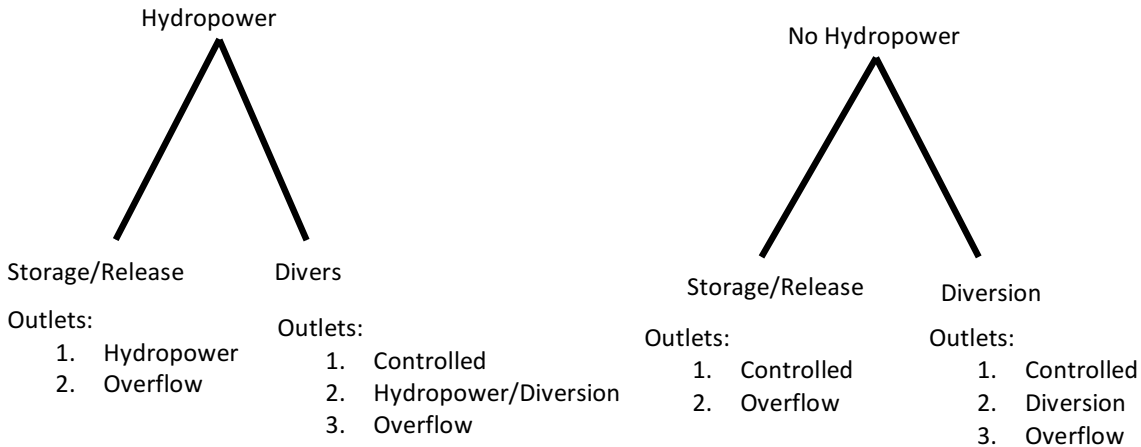 Hydropower
Storage/Release
Outlets:
1. Hydropower
2. Overflow
Divers
Outlets:
1. Controlled
2. Hydropower/Diversion
3. Overflow
No Hydropower
Storage/Release
Outlets:
1. Controlled
2. Overflow
Diversion
Outlets:
1. Controlled
2. Diversion
3. Overflow